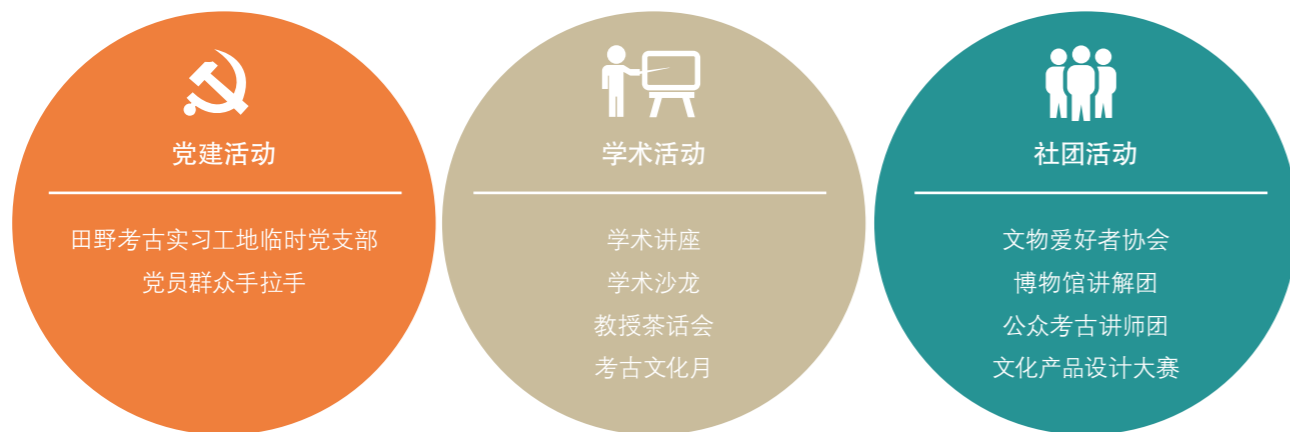 党建活动
田野考古实习工地临时党支部
党员群众手拉手
学术活动
学术讲座
学术沙龙
教授茶话会
考古文化月
社团活动
文物爱好者协会
博物馆讲解团
公众考古讲师团
文化产品设计大赛